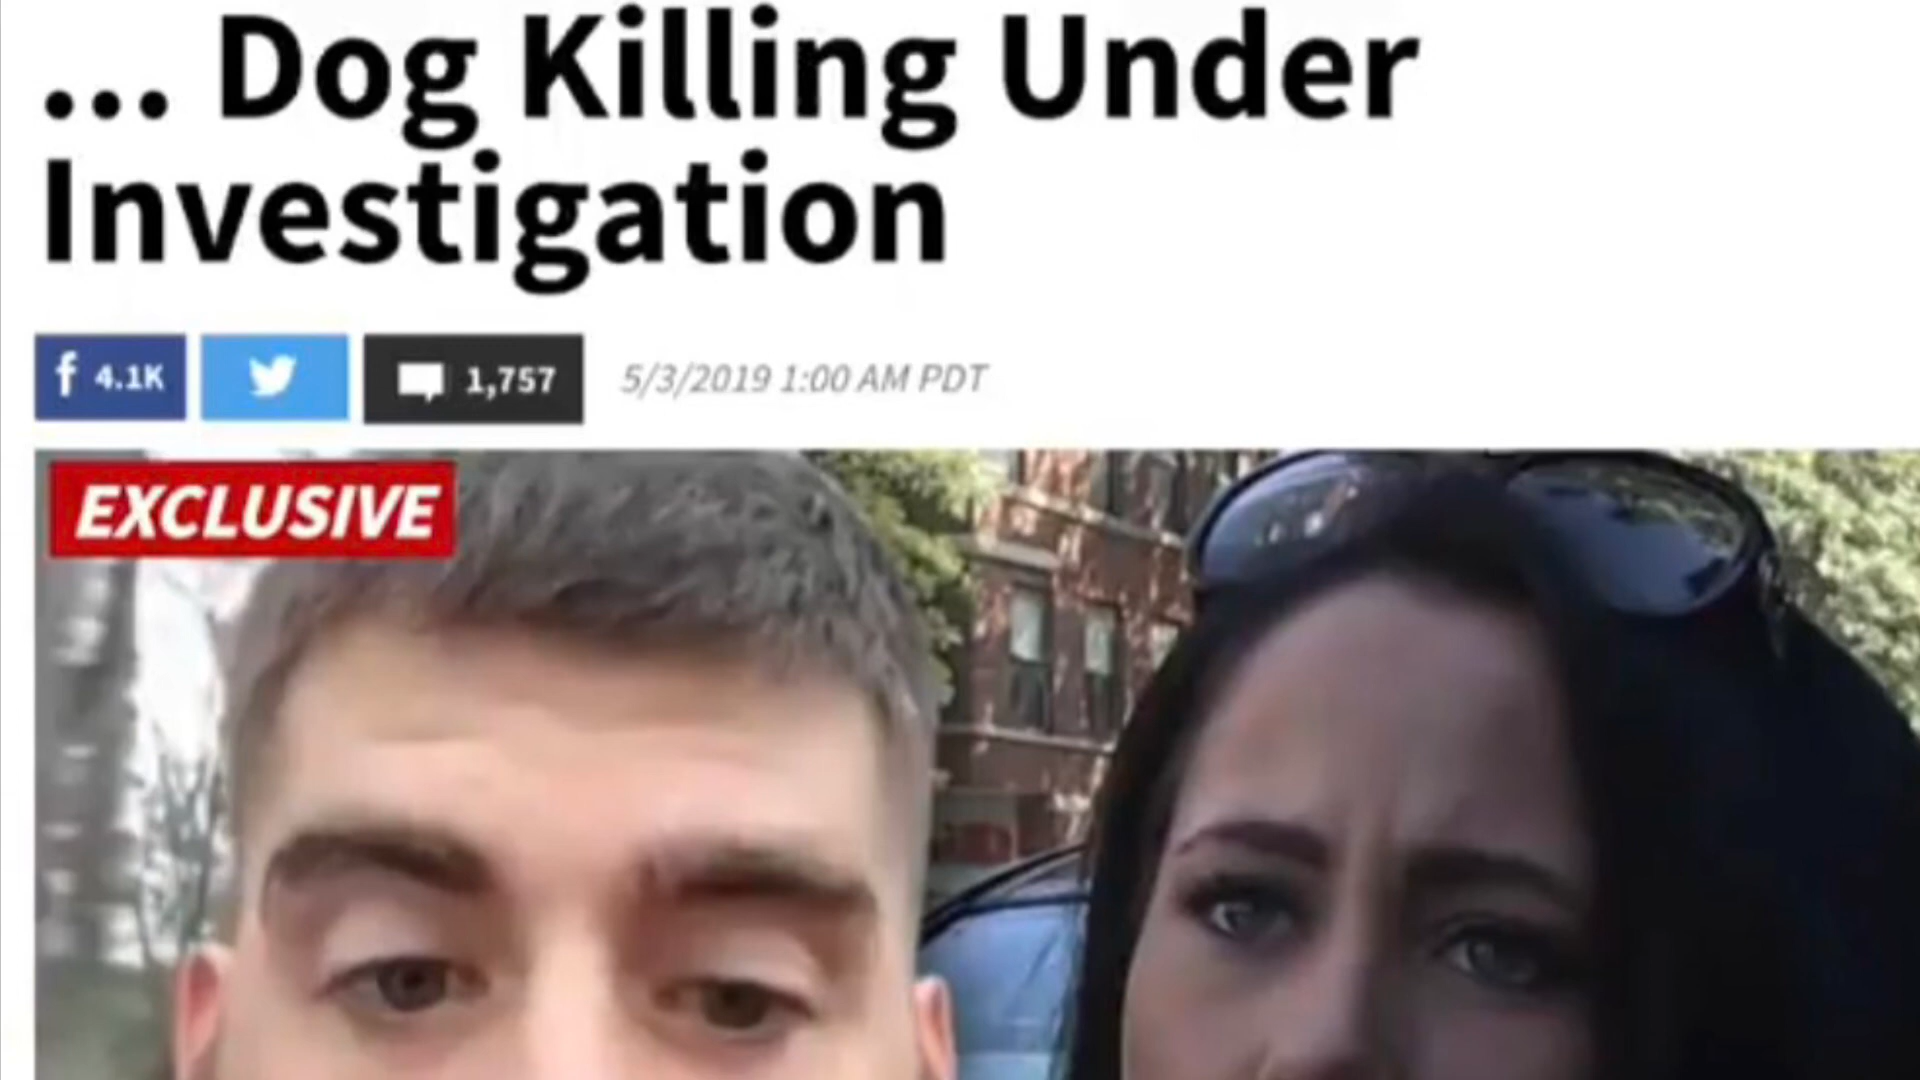 ... Dog Killing Under
Investigation
f 4.1K 1,757 5/3/2019 1:00 AM PDT
EXCLUSIVE